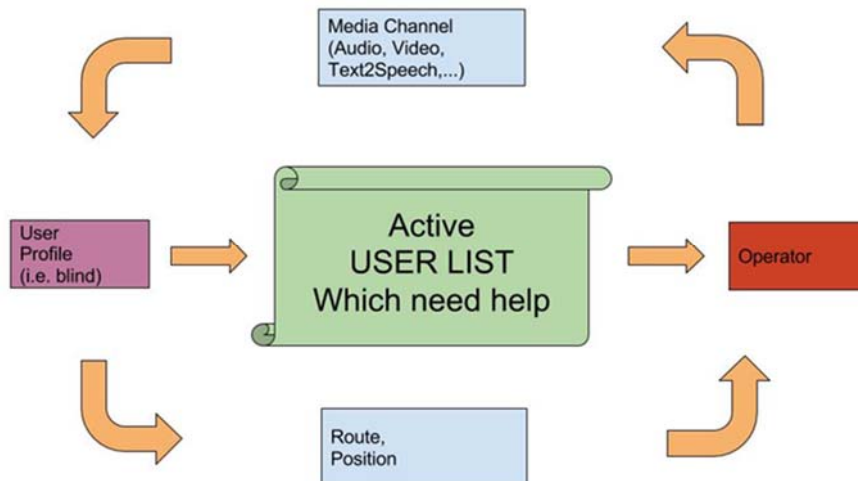 Media Channel
(Audio, Video,
Text2Speech,...)
User
Profile
(i.e. blind)
Active
USER LIST
Which need help
Operator
Route,
Position